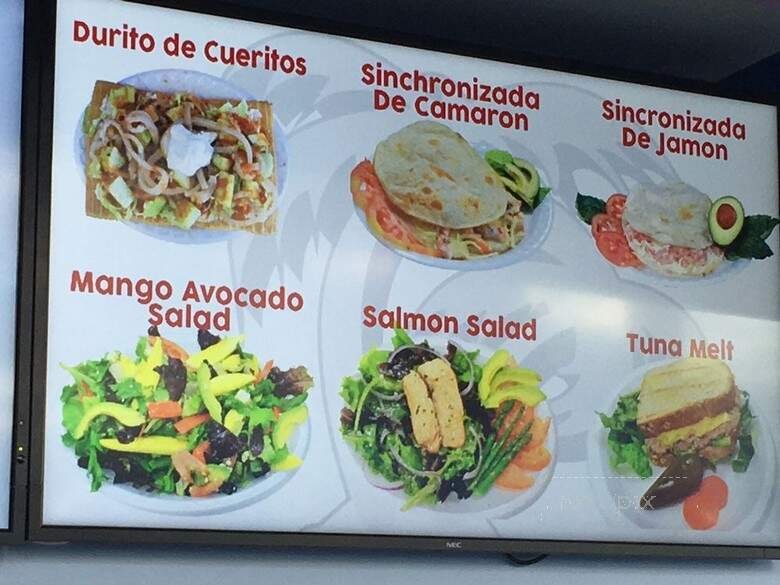 Durito de Cueritos
Sinchronizada
De Camaron
Sincronizada
De Jamon
Mango Avocado
Salad
Salmon Salad
Tuna Melt
NEC